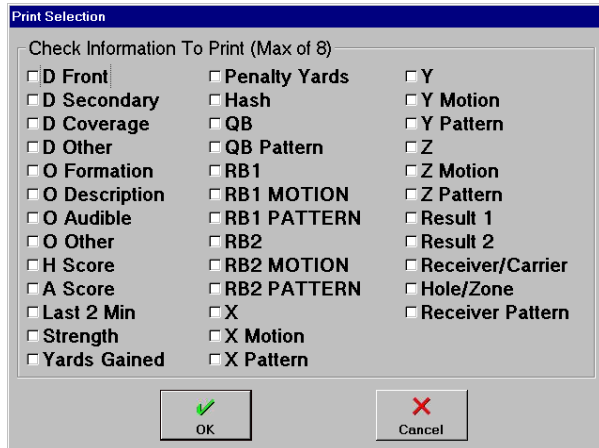 Print Selection
Check Information To Print (Max of 8)
D Front
D Secondary
D Coverage
D Other
O Formation
O Description
O Audible
O Other
H Score
A Score
Last 2 Min
Strength
Yards Gained
Penalty Yards
Hash
QB
QB Pattern
RB1
RB1 MOTION
RB1 PATTERN
RB2
RB2 MOTION
RB2 PATTERN
X
X Motion
X Pattern
Y
Y Motion
Y Pattern
Z
Z Motion
Z Pattern
Result 1
Result 2
Receiver/Carrier
Hole/Zone
Receiver Pattern
OK
Cancel